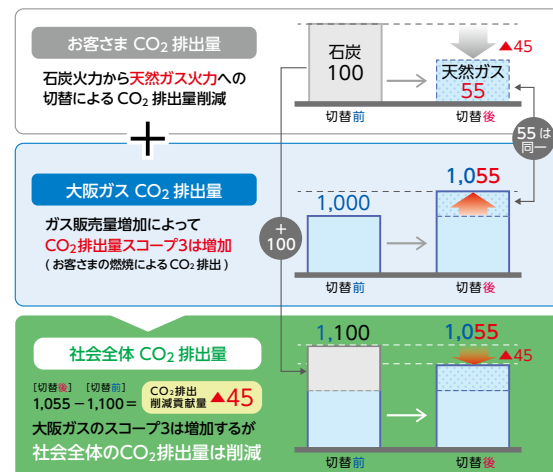 お客さま CO2 排出量
石炭火力から天然ガス火力への
切替による CO2 排出量削減
石炭
100
▲45
天然ガス
55
切替前
切替後
55は
同一
+
大阪ガス CO2 排出量
ガス販売量増加によって
CO2排出量スコープ3は増加
( お客さまの燃焼による CO2 排出 )
+
100
1,000
1,055
切替前
切替後
社会全体 CO2 排出量
[切替後] [切替前]
1,055 − 1,100 =
CO2排出
削減貢献量 ▲45
大阪ガスのスコープ3は増加するが
社会全体のCO2排出量は削減
1,100
1,055
▲45
切替前
切替後